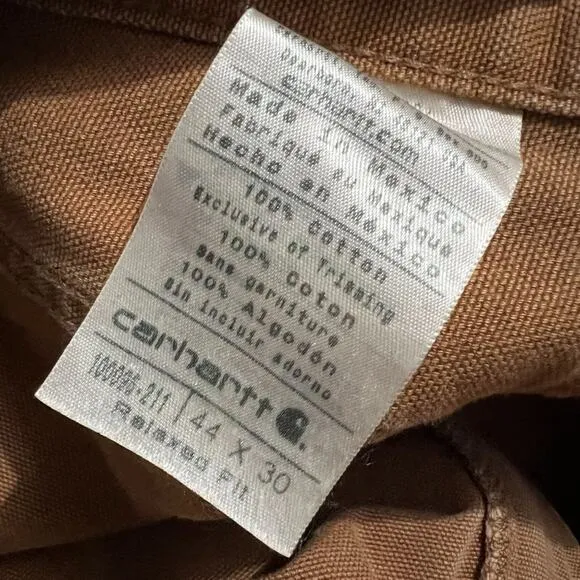 carhartt.com
Made in Mexico
Fabriqué au Mexique
Hecho en México
100% Cotton
Exclusive of Trimming
100% Coton
Sans garniture
100% Algodón
Sin incluir adorno
carhartt
44 X 30
Relaxed Fit